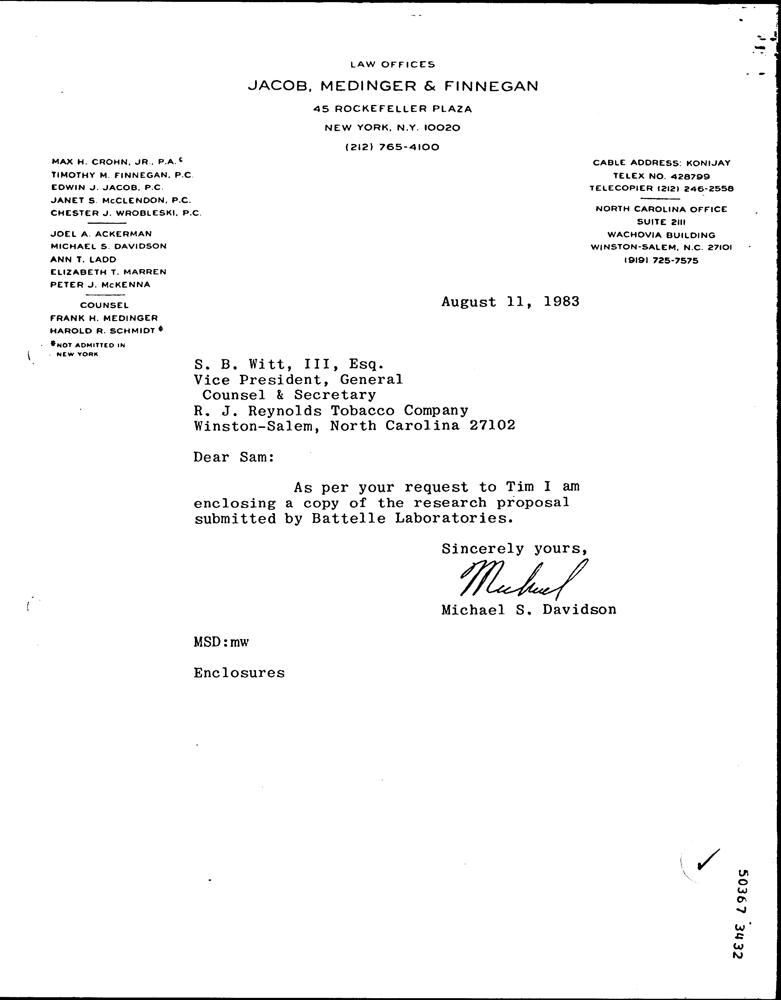 LAW OFFICES
JACOB, MEDINGER & FINNEGAN
45 ROCKEFELLER PLAZA
NEW YORK, N.Y. 10020
(212) 765-4100
MAX H. CROHN, JR., P.A.
TIMOTHY M. FINNEGAN, P.C.
EDWIN J. JACOB, P.C.
JANET S. McCLENDON, P.C.
CHESTER J. WROBLESKI, P.C.
JOEL A. ACKERMAN
MICHAEL S. DAVIDSON
ANN T. LADD
ELIZABETH T. MARREN
PETER J. McKENNA
COUNSEL
FRANK H. MEDINGER
HAROLD R. SCHMIDT
NOT ADMITTED IN
NEW YORK
CABLE ADDRESS: KONIJAY
TELEX NO. 428799
TELECOPIER (212) 246-2558
NORTH CAROLINA OFFICE
SUITE 2111
WACHOVIA BUILDING
WINSTON-SALEM, N.C. 27101
(919) 725-7575
August 11, 1983
S. B. Witt, III, Esq.
Vice President, General
Counsel & Secretary
R. J. Reynolds Tobacco Company
Winston-Salem, North Carolina 27102
Dear Sam:
As per your request to Tim I am
enclosing a copy of the research proposal
submitted by Battelle Laboratories.
Sincerely yours,
Michael
Michael S. Davidson
MSD:mw
Enclosures
50367 3432